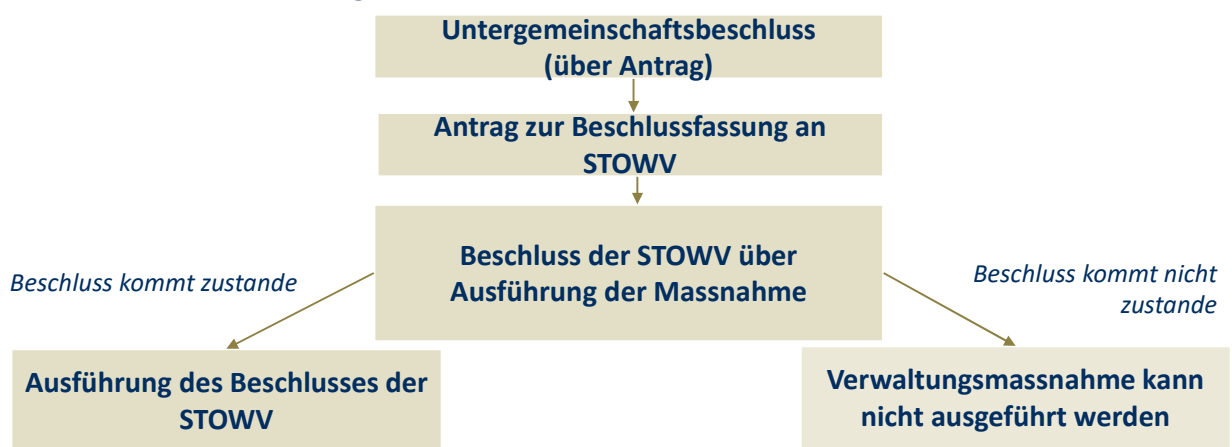 Untergemeinschaftsbeschluss
(über Antrag)
Antrag zur Beschlussfassung an
STOWV
Beschluss der STOWV über
Ausführung der Massnahme
Beschluss kommt zustande
Beschluss kommt nicht
zustande
Ausführung des Beschlusses der
STOWV
Verwaltungsmassnahme kann
nicht ausgeführt werden